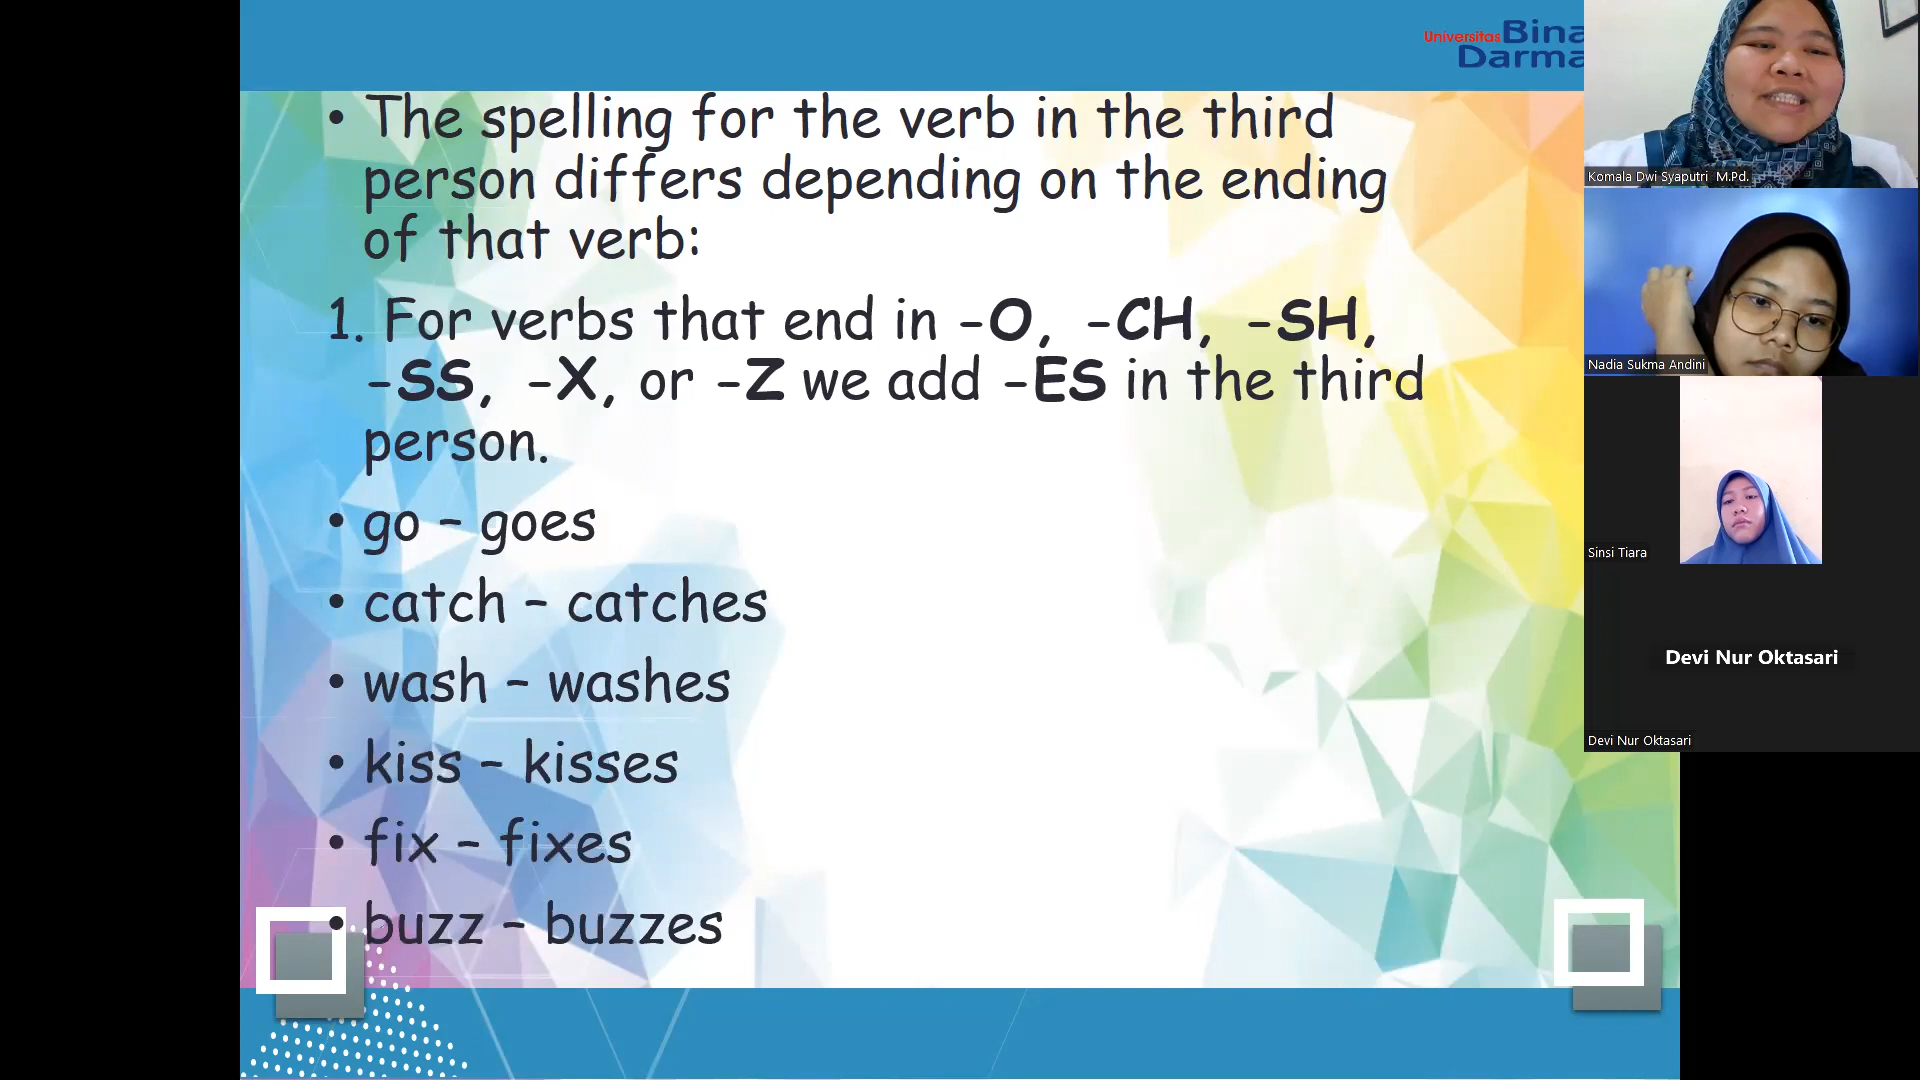 Universitas Bina
Darma
• The spelling for the verb in the third
person differs depending on the ending
of that verb:
1. For verbs that end in -O, -CH, -SH,
-SS, -X, or -Z we add -ES in the third
person.
• go – goes
• catch – catches
• wash – washes
• kiss – kisses
• fix – fixes
• buzz – buzzes
Komala Dwi Syaputri M.Pd.
Nadia Sukma Andini
Sinsi Tiara
Devi Nur Oktasari
Devi Nur Oktasari